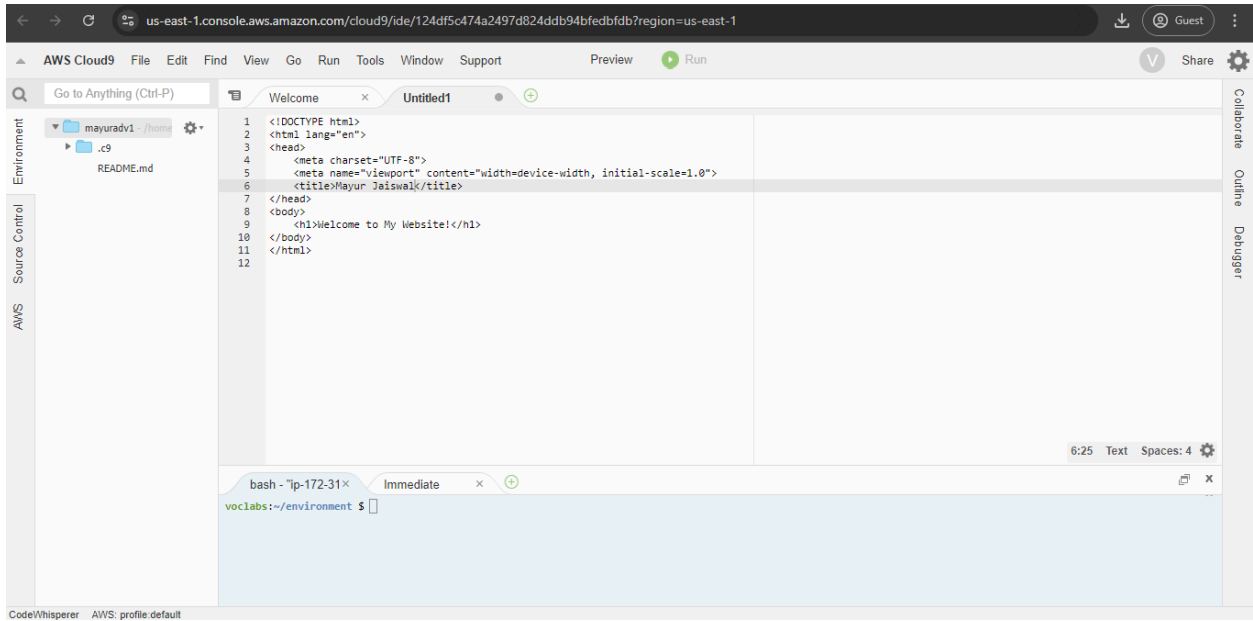 us-east-1.console.aws.amazon.com/cloud9/ide/124df5c474a2497d824ddb94bfedbfdb?region=us-east-1
Guest
AWS Cloud9 File Edit Find View Go Run Tools Window Support Preview Run
V Share
Go to Anything (Ctrl-P)
Welcome × Untitled1
Environment
Source Control
AWS
mayuradv1 - /home
.c9
README.md
1 <!DOCTYPE html>
2 <html lang="en">
3 <head>
4 <meta charset="UTF-8">
5 <meta name="viewport" content="width=device-width, initial-scale=1.0">
6 <title>Mayur Jaiswal</title>
7 </head>
8 <body>
9 <h1>Welcome to My Website!</h1>
10 </body>
11 </html>
12
Collaborate
Outline
Debugger
6:25 Text Spaces: 4
bash - "ip-172-31× Immediate ×
voclabs:~/environment $
CodeWhisperer AWS: profile:default